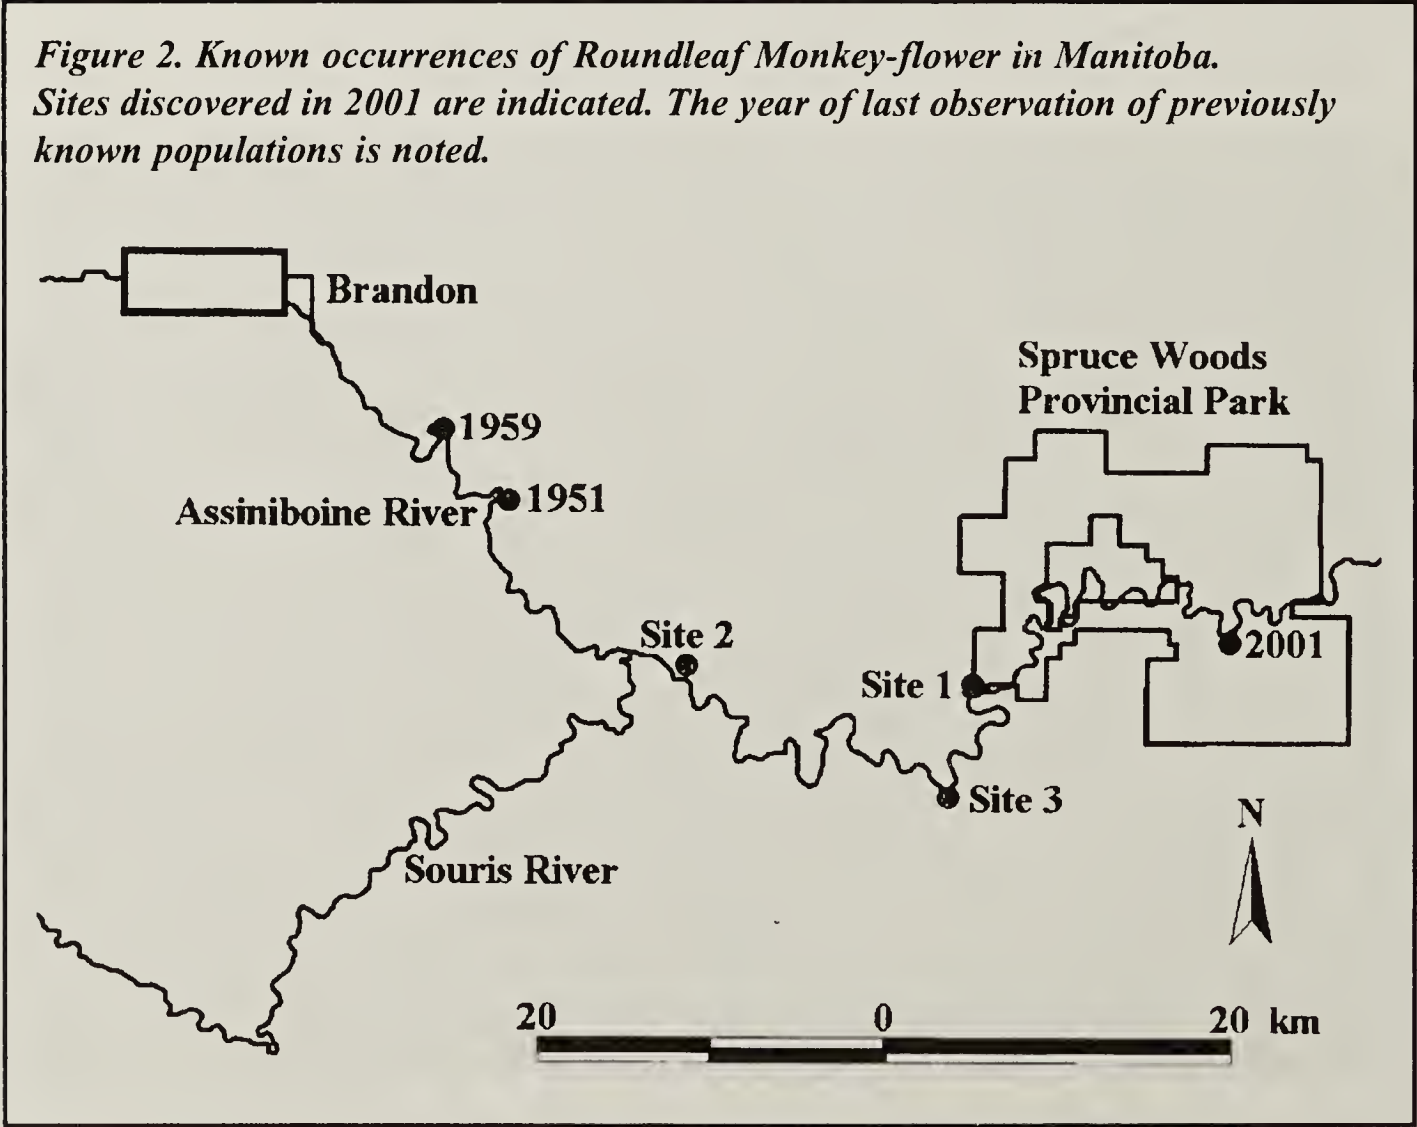 Figure 2. Known occurrences of Roundleaf Monkey-flower in Manitoba.
Sites discovered in 2001 are indicated. The year of last observation of previously
known populations is noted.
Brandon
Spruce Woods
Provincial Park
1959
1951
Assiniboine River
Site 2
2001
Site 1
Site 3
N
Souris River
20 0 20 km